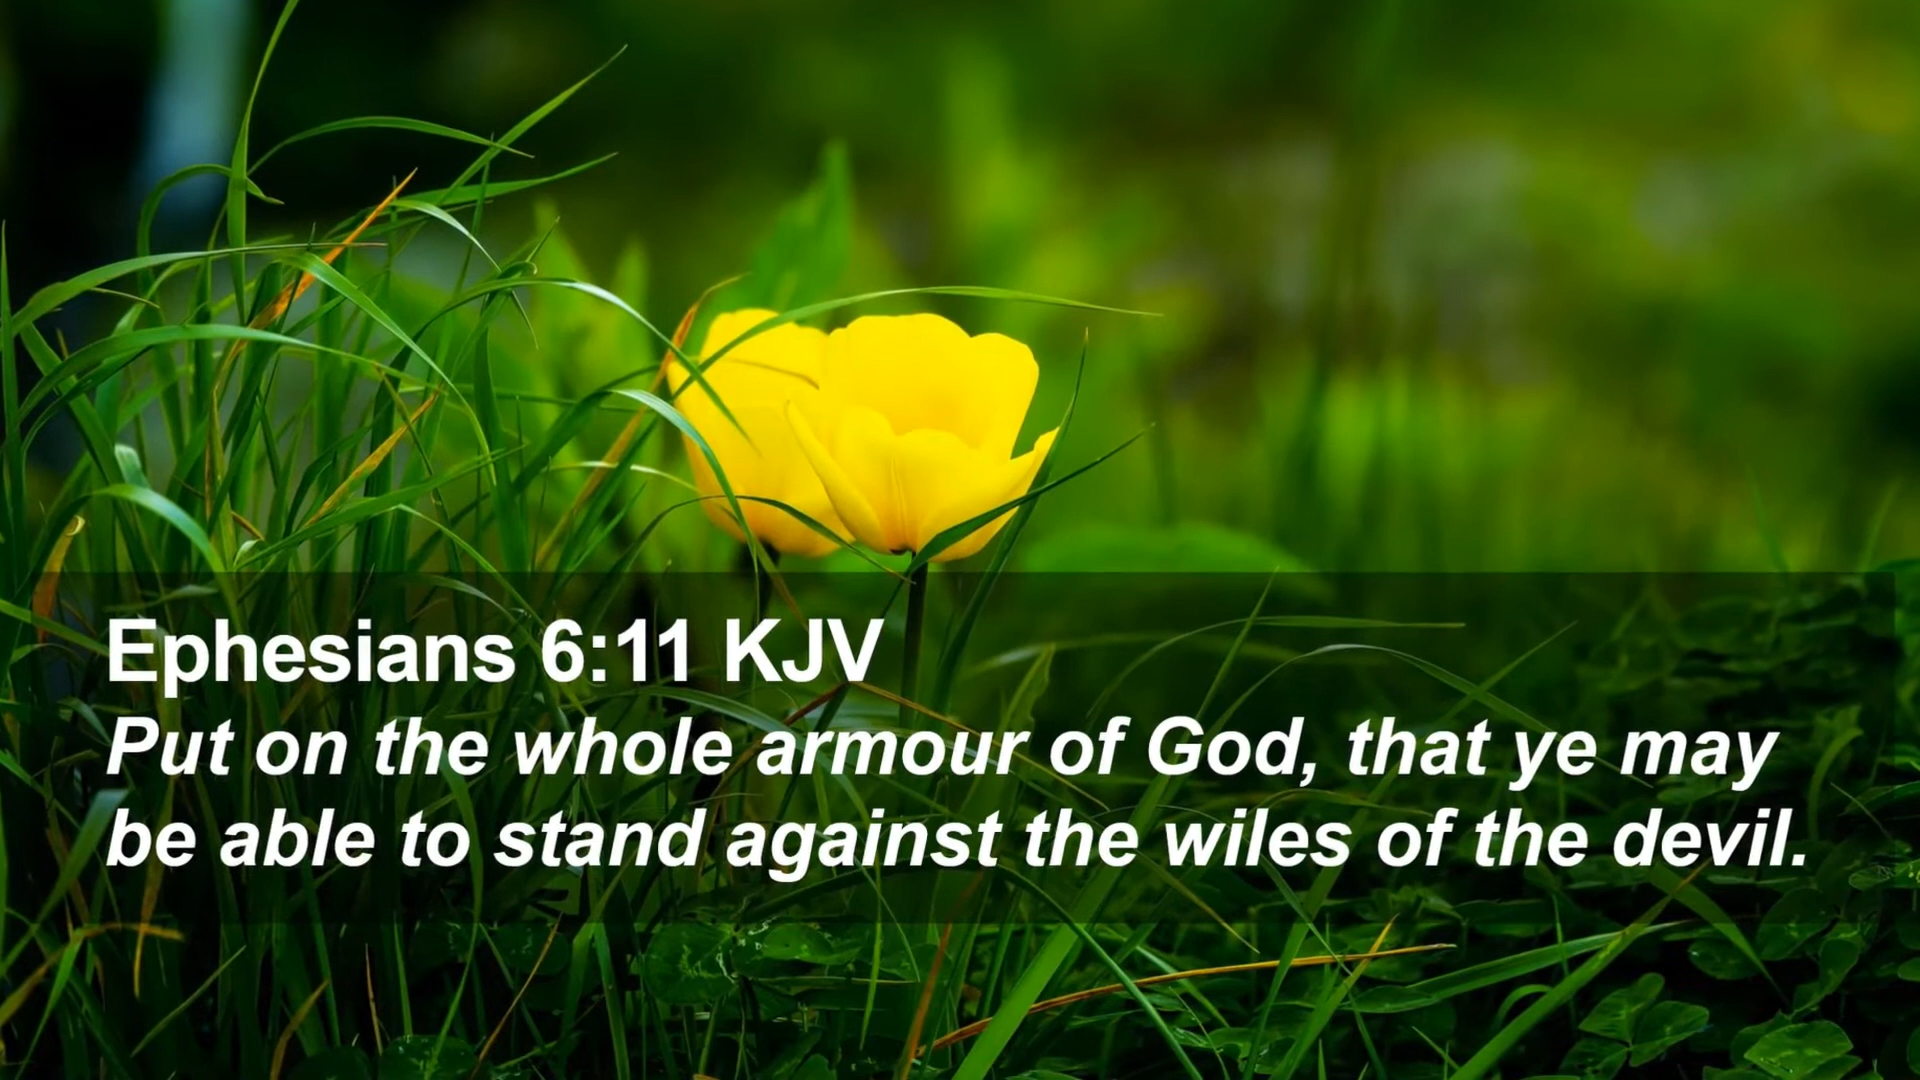 Ephesians 6:11 KJV
Put on the whole armour of God, that ye may
be able to stand against the wiles of the devil.